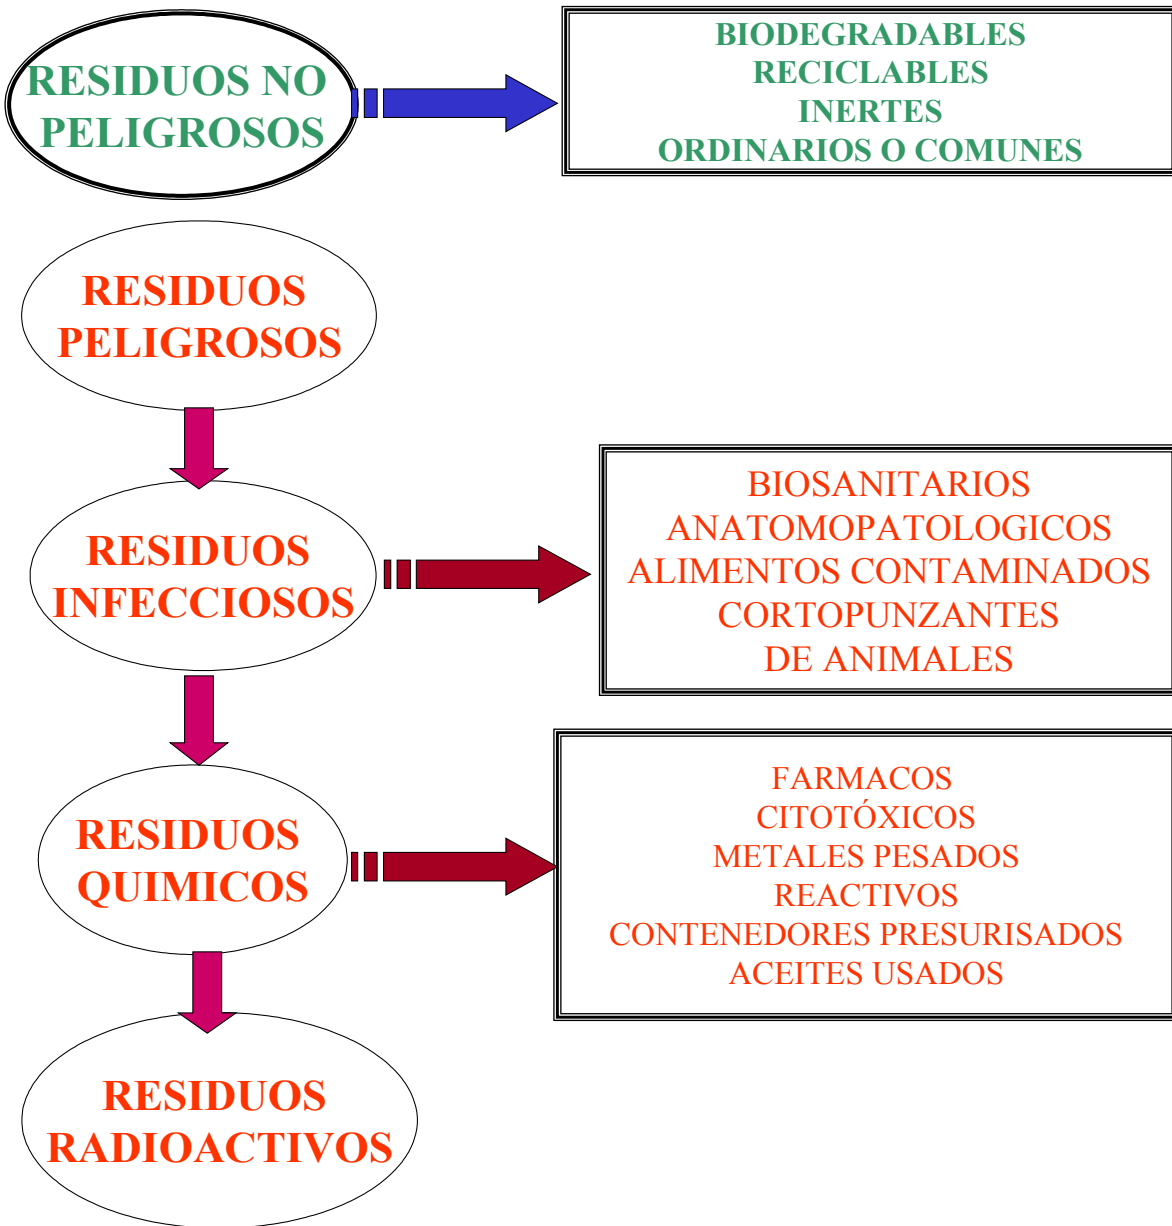 RESIDUOS NO
PELIGROSOS
BIODEGRADABLES
RECICLABLES
INERTES
ORDINARIOS O COMUNES
RESIDUOS
PELIGROSOS
RESIDUOS
INFECCIOSOS
BIOSANITARIOS
ANATOMOPATOLOGICOS
ALIMENTOS CONTAMINADOS
CORTOPUNZANTES
DE ANIMALES
RESIDUOS
QUIMICOS
FARMACOS
CITOTÓXICOS
METALES PESADOS
REACTIVOS
CONTENEDORES PRESURISADOS
ACEITES USADOS
RESIDUOS
RADIOACTIVOS